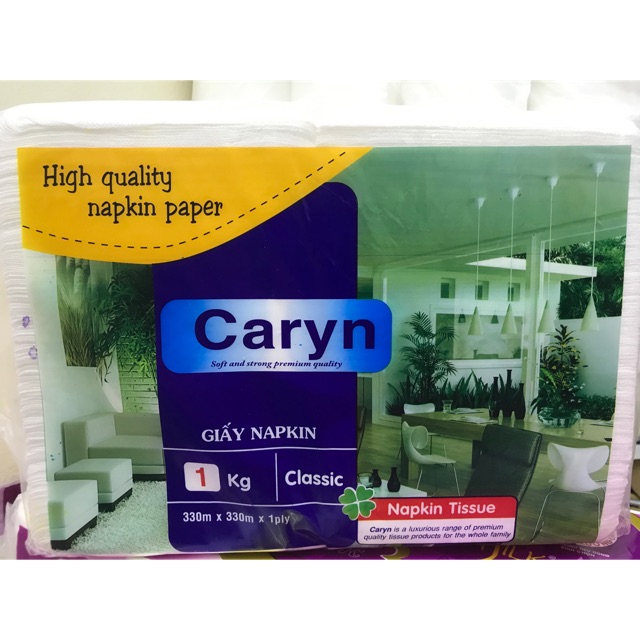 High quality
napkin paper
Caryn
Soft and strong premium quality
GIẤY NAPKIN
1 Kg
Classic
330m x 330m x 1ply
Napkin Tissue
Caryn is a luxurious range of premium
quality tissue products for the whole family